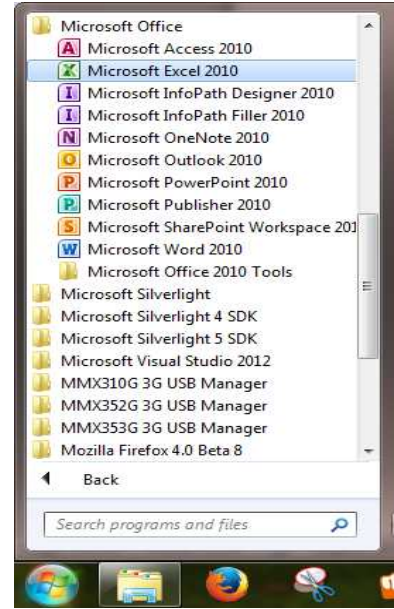 Microsoft Office
Microsoft Access 2010
Microsoft Excel 2010
Microsoft InfoPath Designer 2010
Microsoft InfoPath Filler 2010
Microsoft OneNote 2010
Microsoft Outlook 2010
Microsoft PowerPoint 2010
Microsoft Publisher 2010
Microsoft SharePoint Workspace 201
Microsoft Word 2010
Microsoft Office 2010 Tools
Microsoft Silverlight
Microsoft Silverlight 4 SDK
Microsoft Silverlight 5 SDK
Microsoft Visual Studio 2012
MMX310G 3G USB Manager
MMX352G 3G USB Manager
MMX353G 3G USB Manager
Mozilla Firefox 4.0 Beta 8
Back
Search programs and files